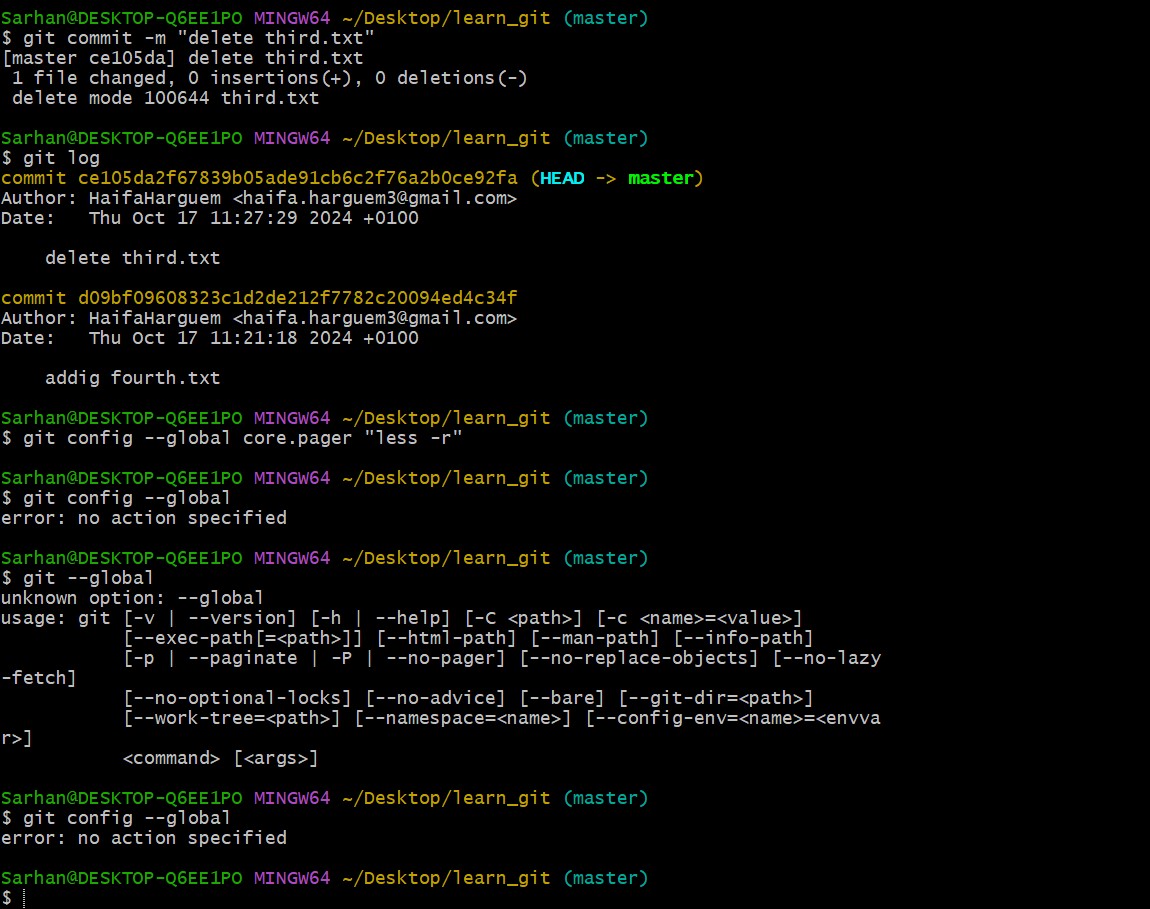 Sarhan@DESKTOP-Q6EE1PO MINGW64 ~/Desktop/learn_git (master)
$ git commit -m "delete third.txt"
[master ce105da] delete third.txt
 1 file changed, 0 insertions(+), 0 deletions(-)
 delete mode 100644 third.txt

Sarhan@DESKTOP-Q6EE1PO MINGW64 ~/Desktop/learn_git (master)
$ git log
commit ce105da2f67839b05ade91cb6c2f76a2b0ce92fa (HEAD -> master)
Author: HaifaHarguem <haifa.harguem3@gmail.com>
Date:   Thu Oct 17 11:27:29 2024 +0100

    delete third.txt

commit d09bf09608323c1d2de212f7782c20094ed4c34f
Author: HaifaHarguem <haifa.harguem3@gmail.com>
Date:   Thu Oct 17 11:21:18 2024 +0100

    addig fourth.txt

Sarhan@DESKTOP-Q6EE1PO MINGW64 ~/Desktop/learn_git (master)
$ git config --global core.pager "less -r"

Sarhan@DESKTOP-Q6EE1PO MINGW64 ~/Desktop/learn_git (master)
$ git config --global
error: no action specified

Sarhan@DESKTOP-Q6EE1PO MINGW64 ~/Desktop/learn_git (master)
$ git --global
unknown option: --global
usage: git [-v | --version] [-h | --help] [-C <path>] [-c <name>=<value>]
           [--exec-path[=<path>]] [--html-path] [--man-path] [--info-path]
           [-p | --paginate | -P | --no-pager] [--no-replace-objects] [--no-lazy
-fetch]
           [--no-optional-locks] [--no-advice] [--bare] [--git-dir=<path>]
           [--work-tree=<path>] [--namespace=<name>] [--config-env=<name>=<envva
r>]
           <command> [<args>]

Sarhan@DESKTOP-Q6EE1PO MINGW64 ~/Desktop/learn_git (master)
$ git config --global
error: no action specified

Sarhan@DESKTOP-Q6EE1PO MINGW64 ~/Desktop/learn_git (master)
$